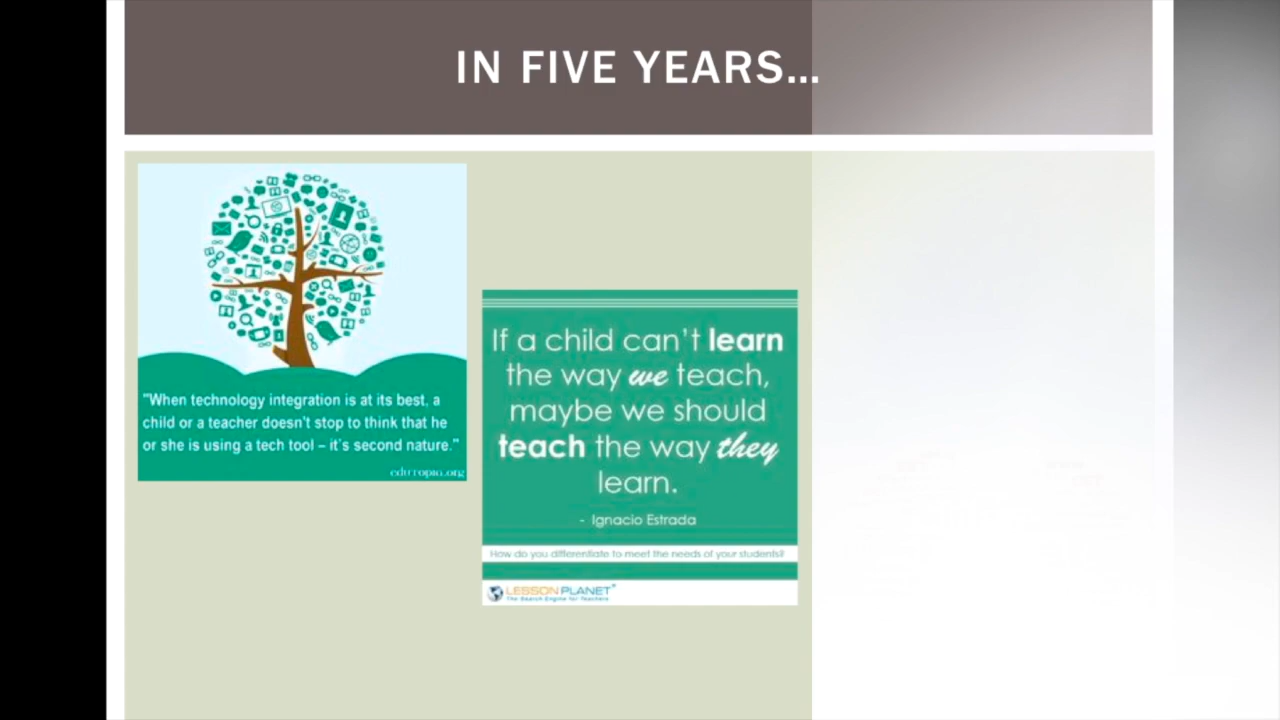 IN FIVE YEARS...
"When technology integration is at its best, a
child or a teacher doesn't stop to think that he
or she is using a tech tool – it's second nature."
edutopia.org
If a child can't learn
the way we teach,
maybe we should
teach the way they
learn.
- Ignacio Estrada
How do you differentiate to meet the needs of your students?
LESSON PLANET
The Search Engine for Teachers